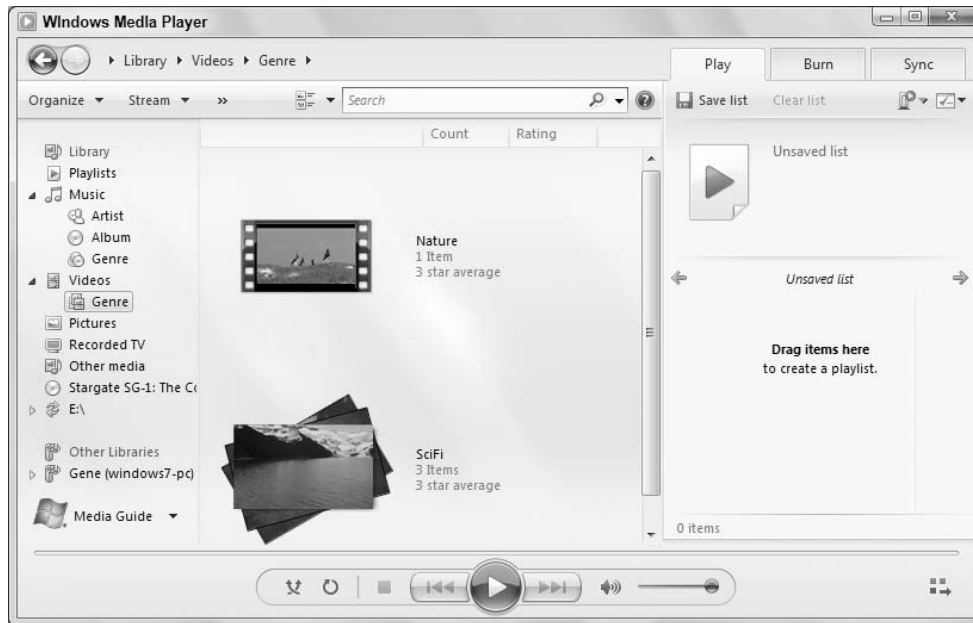 Windows Media Player
Library Videos Genre
Play Burn Sync
Organize Stream » Search
Save list Clear list
Count Rating
Library
Playlists
Music
Artist
Album
Genre
Videos
Genre
Pictures
Recorded TV
Other media
Stargate SG-1: The Co
E:\
Other Libraries
Gene (windows7-pc)
Media Guide
Nature
1 Item
3 star average
SciFi
3 Items
3 star average
Unsaved list
Unsaved list
Drag items here
to create a playlist.
0 items